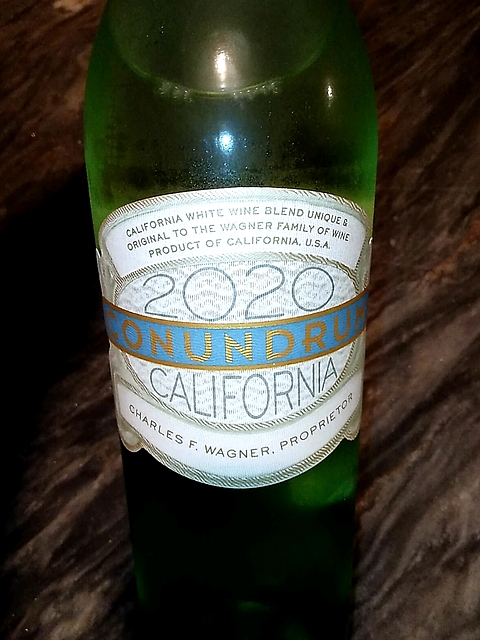 CALIFORNIA WHITE WINE BLEND UNIQUE &
ORIGINAL TO THE WAGNER FAMILY OF WINE
PRODUCT OF CALIFORNIA, U.S.A.
2020
CONUNDRUM
CALIFORNIA
CHARLES F. WAGNER, PROPRIETOR